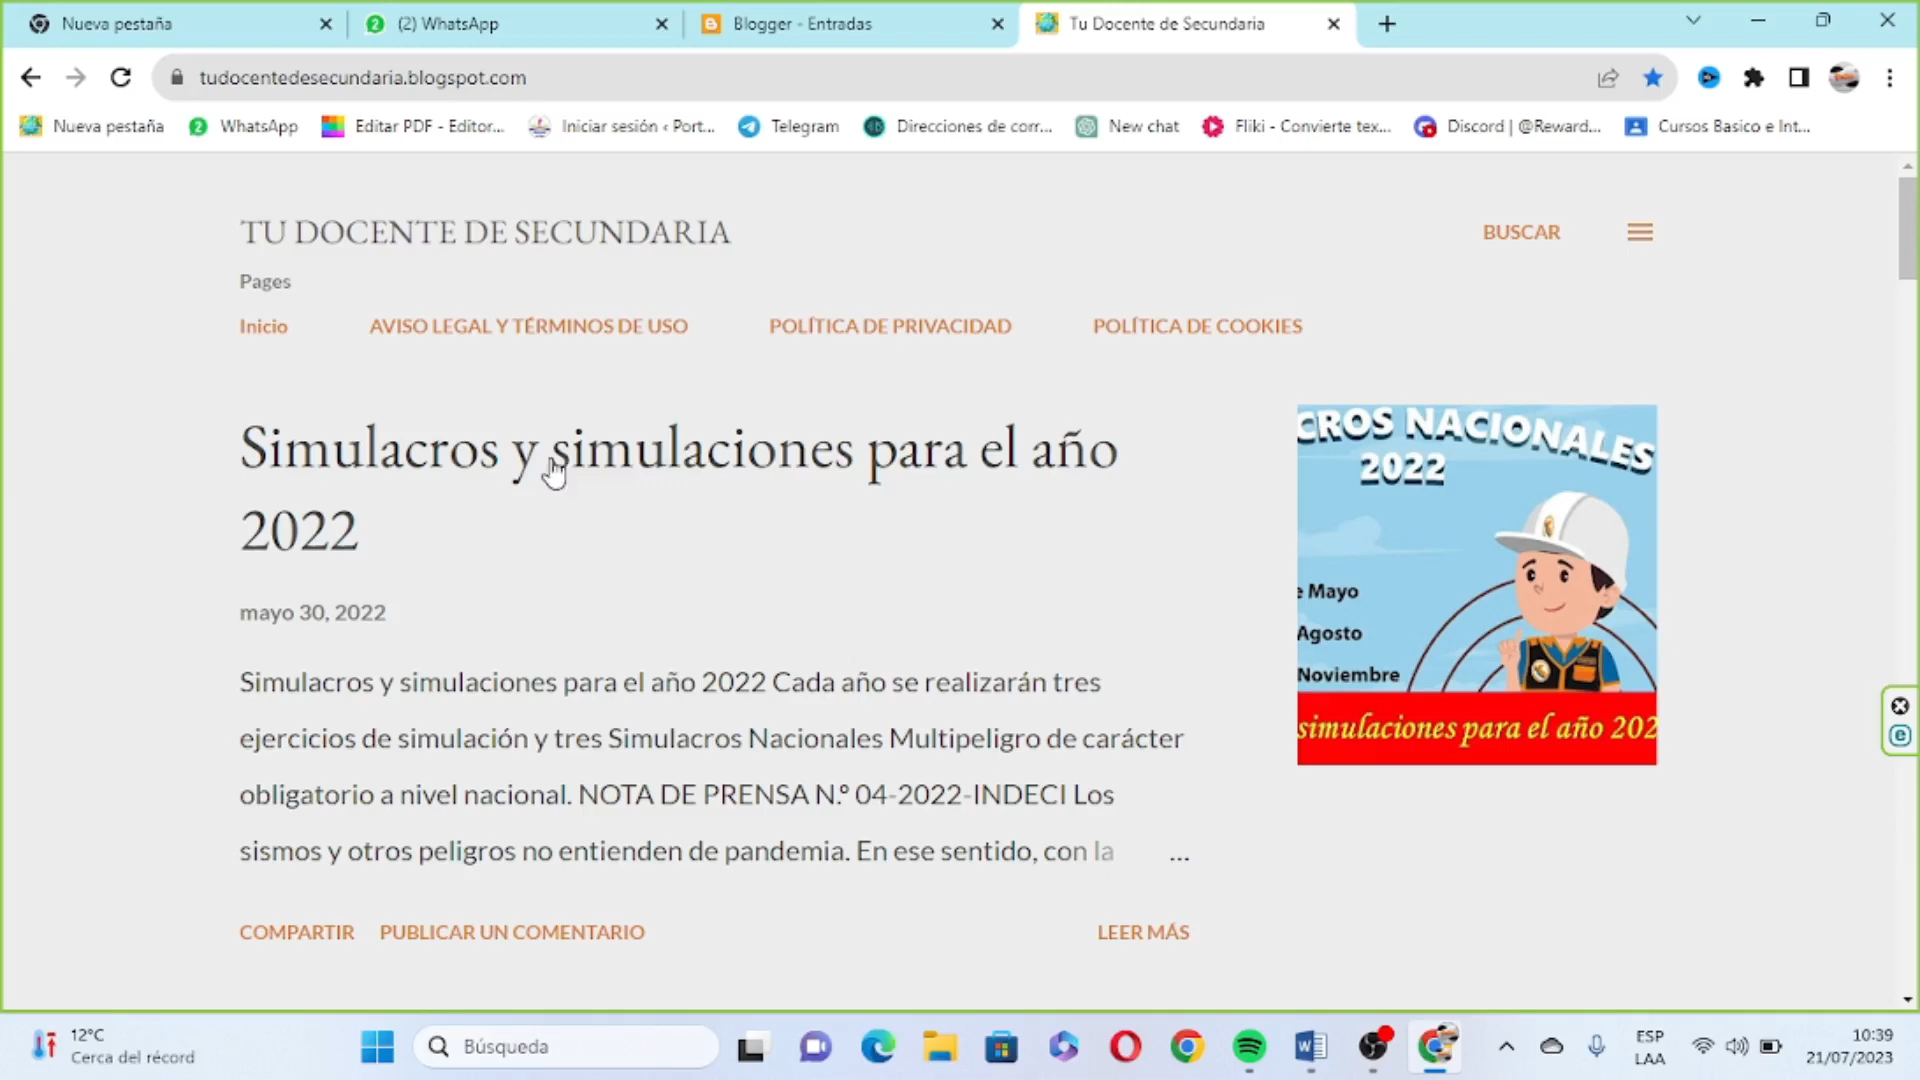 Nueva pestaña
(2) WhatsApp
Blogger - Entradas
Tu Docente de Secundaria
tudocentedesecundaria.blogspot.com
Nueva pestaña
WhatsApp
Editar PDF - Editor...
Iniciar sesión ‹ Port...
Telegram
Direcciones de corr...
New chat
Fliki - Convierte tex...
Discord | @Reward...
Cursos Basico e Int...
TU DOCENTE DE SECUNDARIA
BUSCAR
Pages
Inicio
AVISO LEGAL Y TÉRMINOS DE USO
POLÍTICA DE PRIVACIDAD
POLÍTICA DE COOKIES
Simulacros y simulaciones para el año
2022
mayo 30, 2022
Simulacros y simulaciones para el año 2022 Cada año se realizarán tres
ejercicios de simulación y tres Simulacros Nacionales Multipeligro de carácter
obligatorio a nivel nacional. NOTA DE PRENSA N.º 04-2022-INDECI Los
sismos y otros peligros no entienden de pandemia. En ese sentido, con la ...
COMPARTIR
PUBLICAR UN COMENTARIO
LEER MÁS
CROS NACIONALES
2022
e Mayo
Agosto
Noviembre
simulaciones para el año 202
12°C
Cerca del récord
Búsqueda
ESP
LAA
10:39
21/07/2023